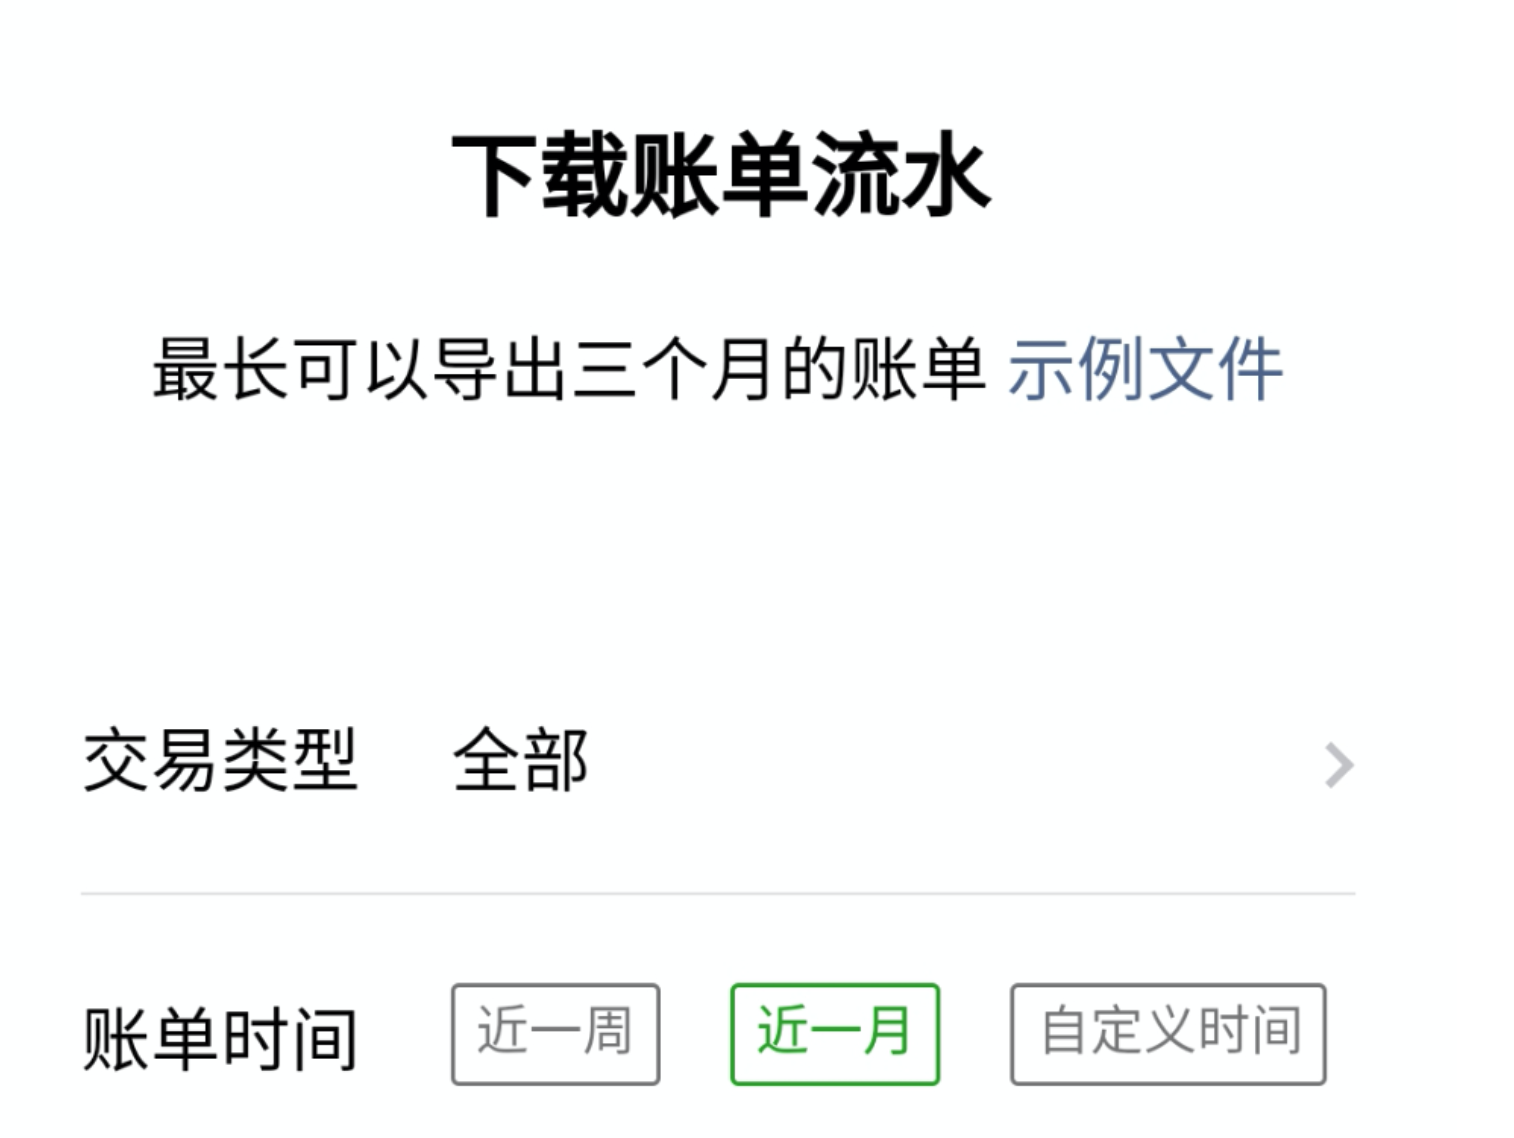 下载账单流水
最长可以导出三个月的账单 示例文件
交易类型 全部
账单时间 近一周 近一月 自定义时间